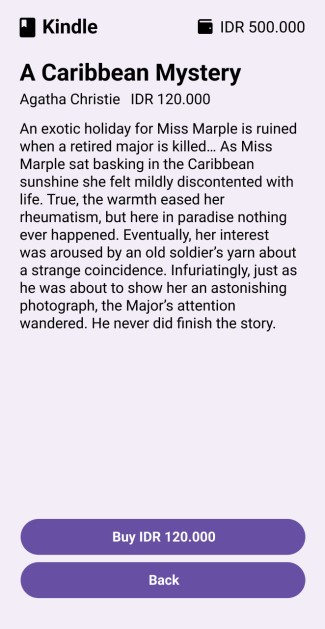 Kindle
IDR 500.000
A Caribbean Mystery
Agatha Christie IDR 120.000
An exotic holiday for Miss Marple is ruined
when a retired major is killed… As Miss
Marple sat basking in the Caribbean
sunshine she felt mildly discontented with
life. True, the warmth eased her
rheumatism, but here in paradise nothing
ever happened. Eventually, her interest
was aroused by an old soldier’s yarn about
a strange coincidence. Infuriatingly, just as
he was about to show her an astonishing
photograph, the Major’s attention
wandered. He never did finish the story.
Buy IDR 120.000
Back